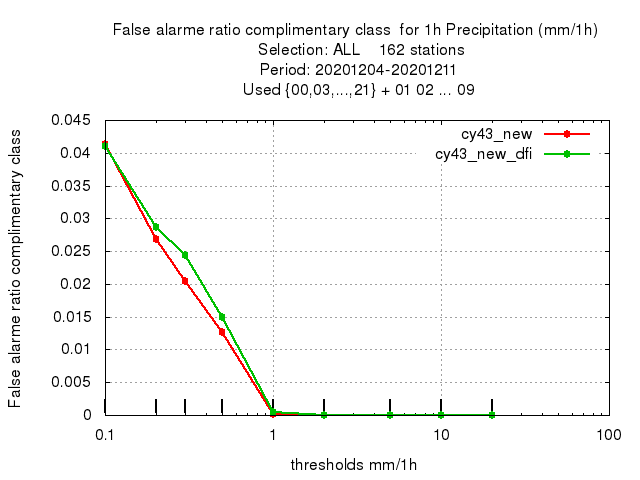 False alarme ratio complimentary class  for 1h Precipitation (mm/1h)
Selection: ALL    162 stations
Period: 20201204-20201211
Used {00,03,...,21} + 01 02 ... 09
cy43_new
cy43_new_dfi
False alarme ratio complimentary class
0.045
0.04
0.035
0.03
0.025
0.02
0.015
0.01
0.005
0
0.1
1
10
100
thresholds mm/1h